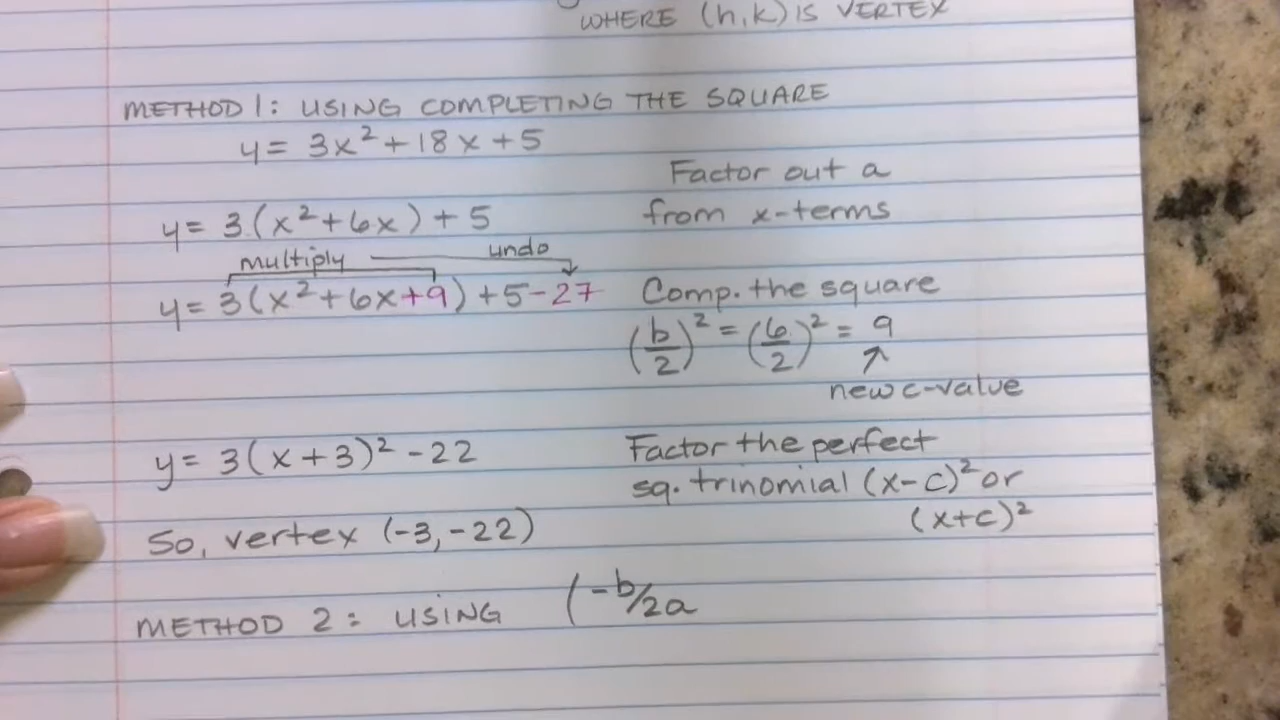 WHERE (h,k) IS VERTEX
METHOD 1: USING COMPLETING THE SQUARE
y = 3x² + 18x + 5
Factor out a
y = 3(x² + 6x) + 5 from x-terms
multiply undo
y = 3(x² + 6x + 9) + 5 - 27 Comp. the square
(b/2)² = (6/2)² = 9
new c-value
y = 3(x + 3)² - 22 Factor the perfect
sq. trinomial (x-c)² or
(x+c)²
So, vertex (-3, -22)
METHOD 2: USING (-b/2a